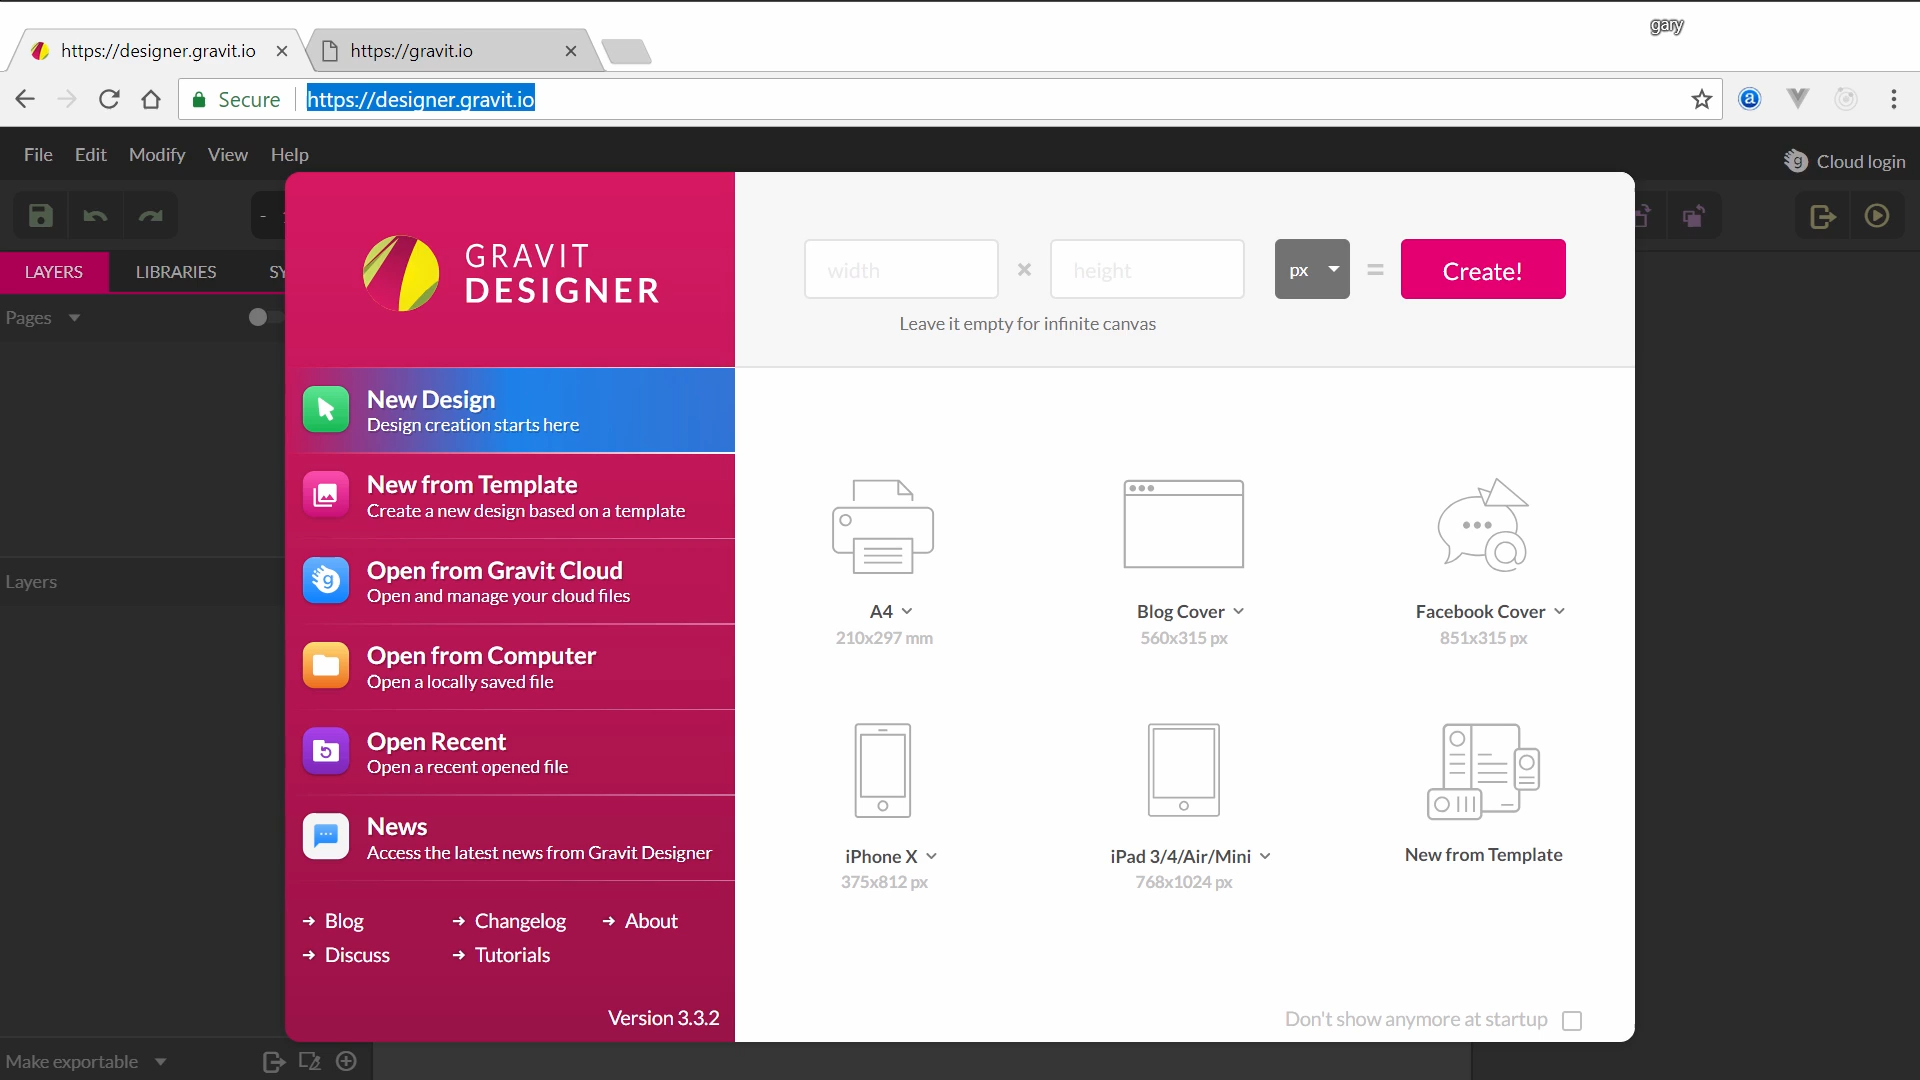 gary
https://designer.gravit.io
https://gravit.io
Secure
https://designer.gravit.io
File Edit Modify View Help
Cloud login
LAYERS LIBRARIES SY
Pages
Layers
Make exportable
GRAVIT
DESIGNER
New Design
Design creation starts here
New from Template
Create a new design based on a template
Open from Gravit Cloud
Open and manage your cloud files
Open from Computer
Open a locally saved file
Open Recent
Open a recent opened file
News
Access the latest news from Gravit Designer
→ Blog → Changelog → About
→ Discuss → Tutorials
Version 3.3.2
width × height px = Create!
Leave it empty for infinite canvas
A4
210x297 mm
Blog Cover
560x315 px
Facebook Cover
851x315 px
iPhone X
375x812 px
iPad 3/4/Air/Mini
768x1024 px
New from Template
Don't show anymore at startup